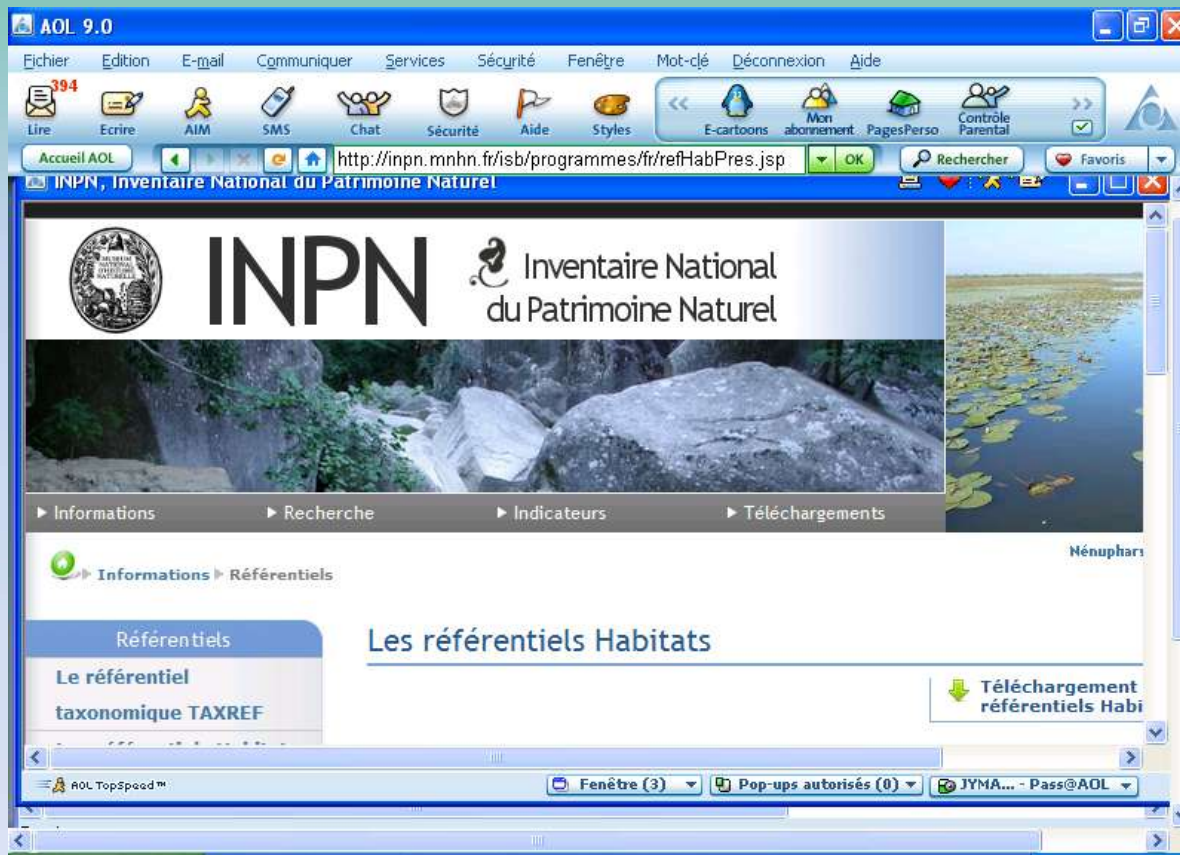 AOL 9.0
Fichier Edition E-mail Communiquer Services Sécurité Fenêtre Mot-clé Déconnexion Aide
394
Lire Ecrire AIM SMS Chat Sécurité Aide Styles << E-cartoons Mon abonnement PagesPerso Contrôle Parental >>
Accueil AOL http://inpn.mnhn.fr/isb/programmes/fr/refHabPres.jsp OK Rechercher Favoris
INPN, Inventaire National du Patrimoine Naturel
INPN Inventaire National
du Patrimoine Naturel
Informations Recherche Indicateurs Téléchargements
Nénuphars
Informations Référentiels
Référentiels
Les référentiels Habitats
Le référentiel
taxonomique TAXREF
Téléchargement
référentiels Habi
AOL TopSpeed™ Fenêtre (3) Pop-ups autorisés (0) JYMA... - Pass@AOL